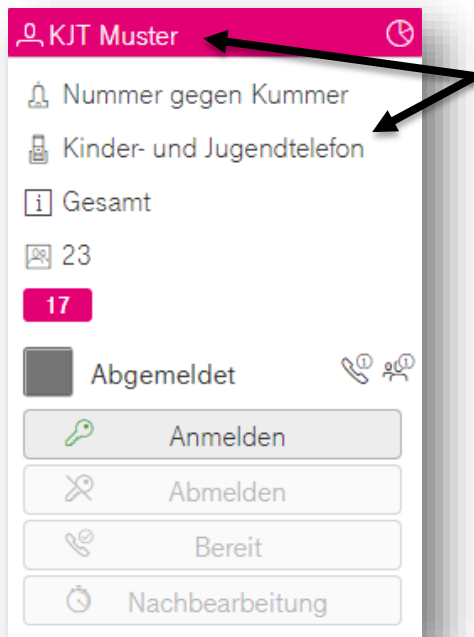 KJT Muster
Nummer gegen Kummer
Kinder- und Jugendtelefon
i Gesamt
23
17
Abgemeldet
Anmelden
Abmelden
Bereit
Nachbearbeitung